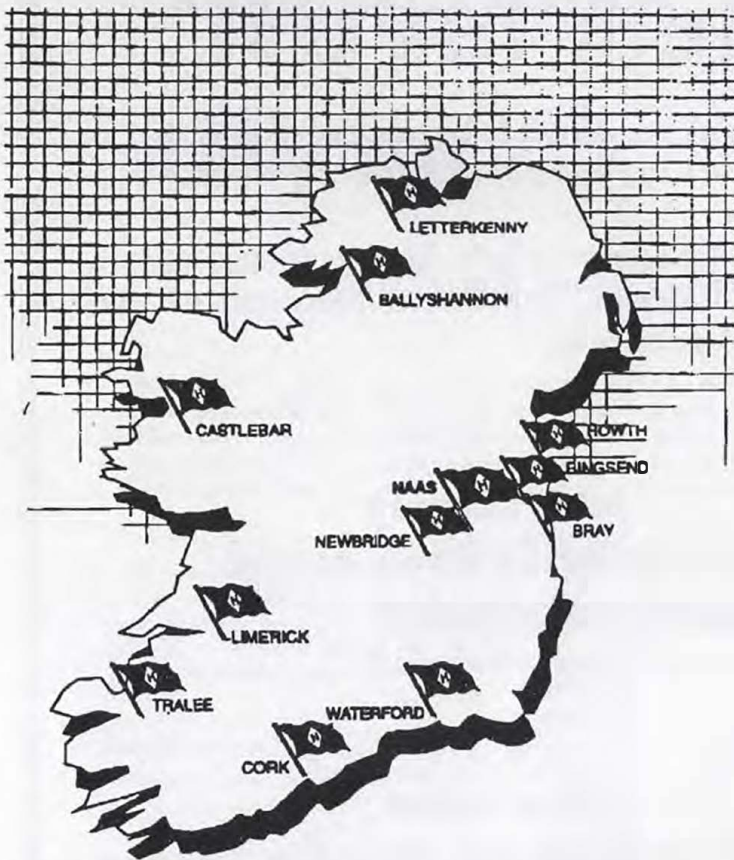 LETTERKENNY
BALLYSHANNON
CASTLEBAR
HOWTH
RINGSEND
NAAS
BRAY
NEWBRIDGE
LIMERICK
TRALEE
WATERFORD
CORK